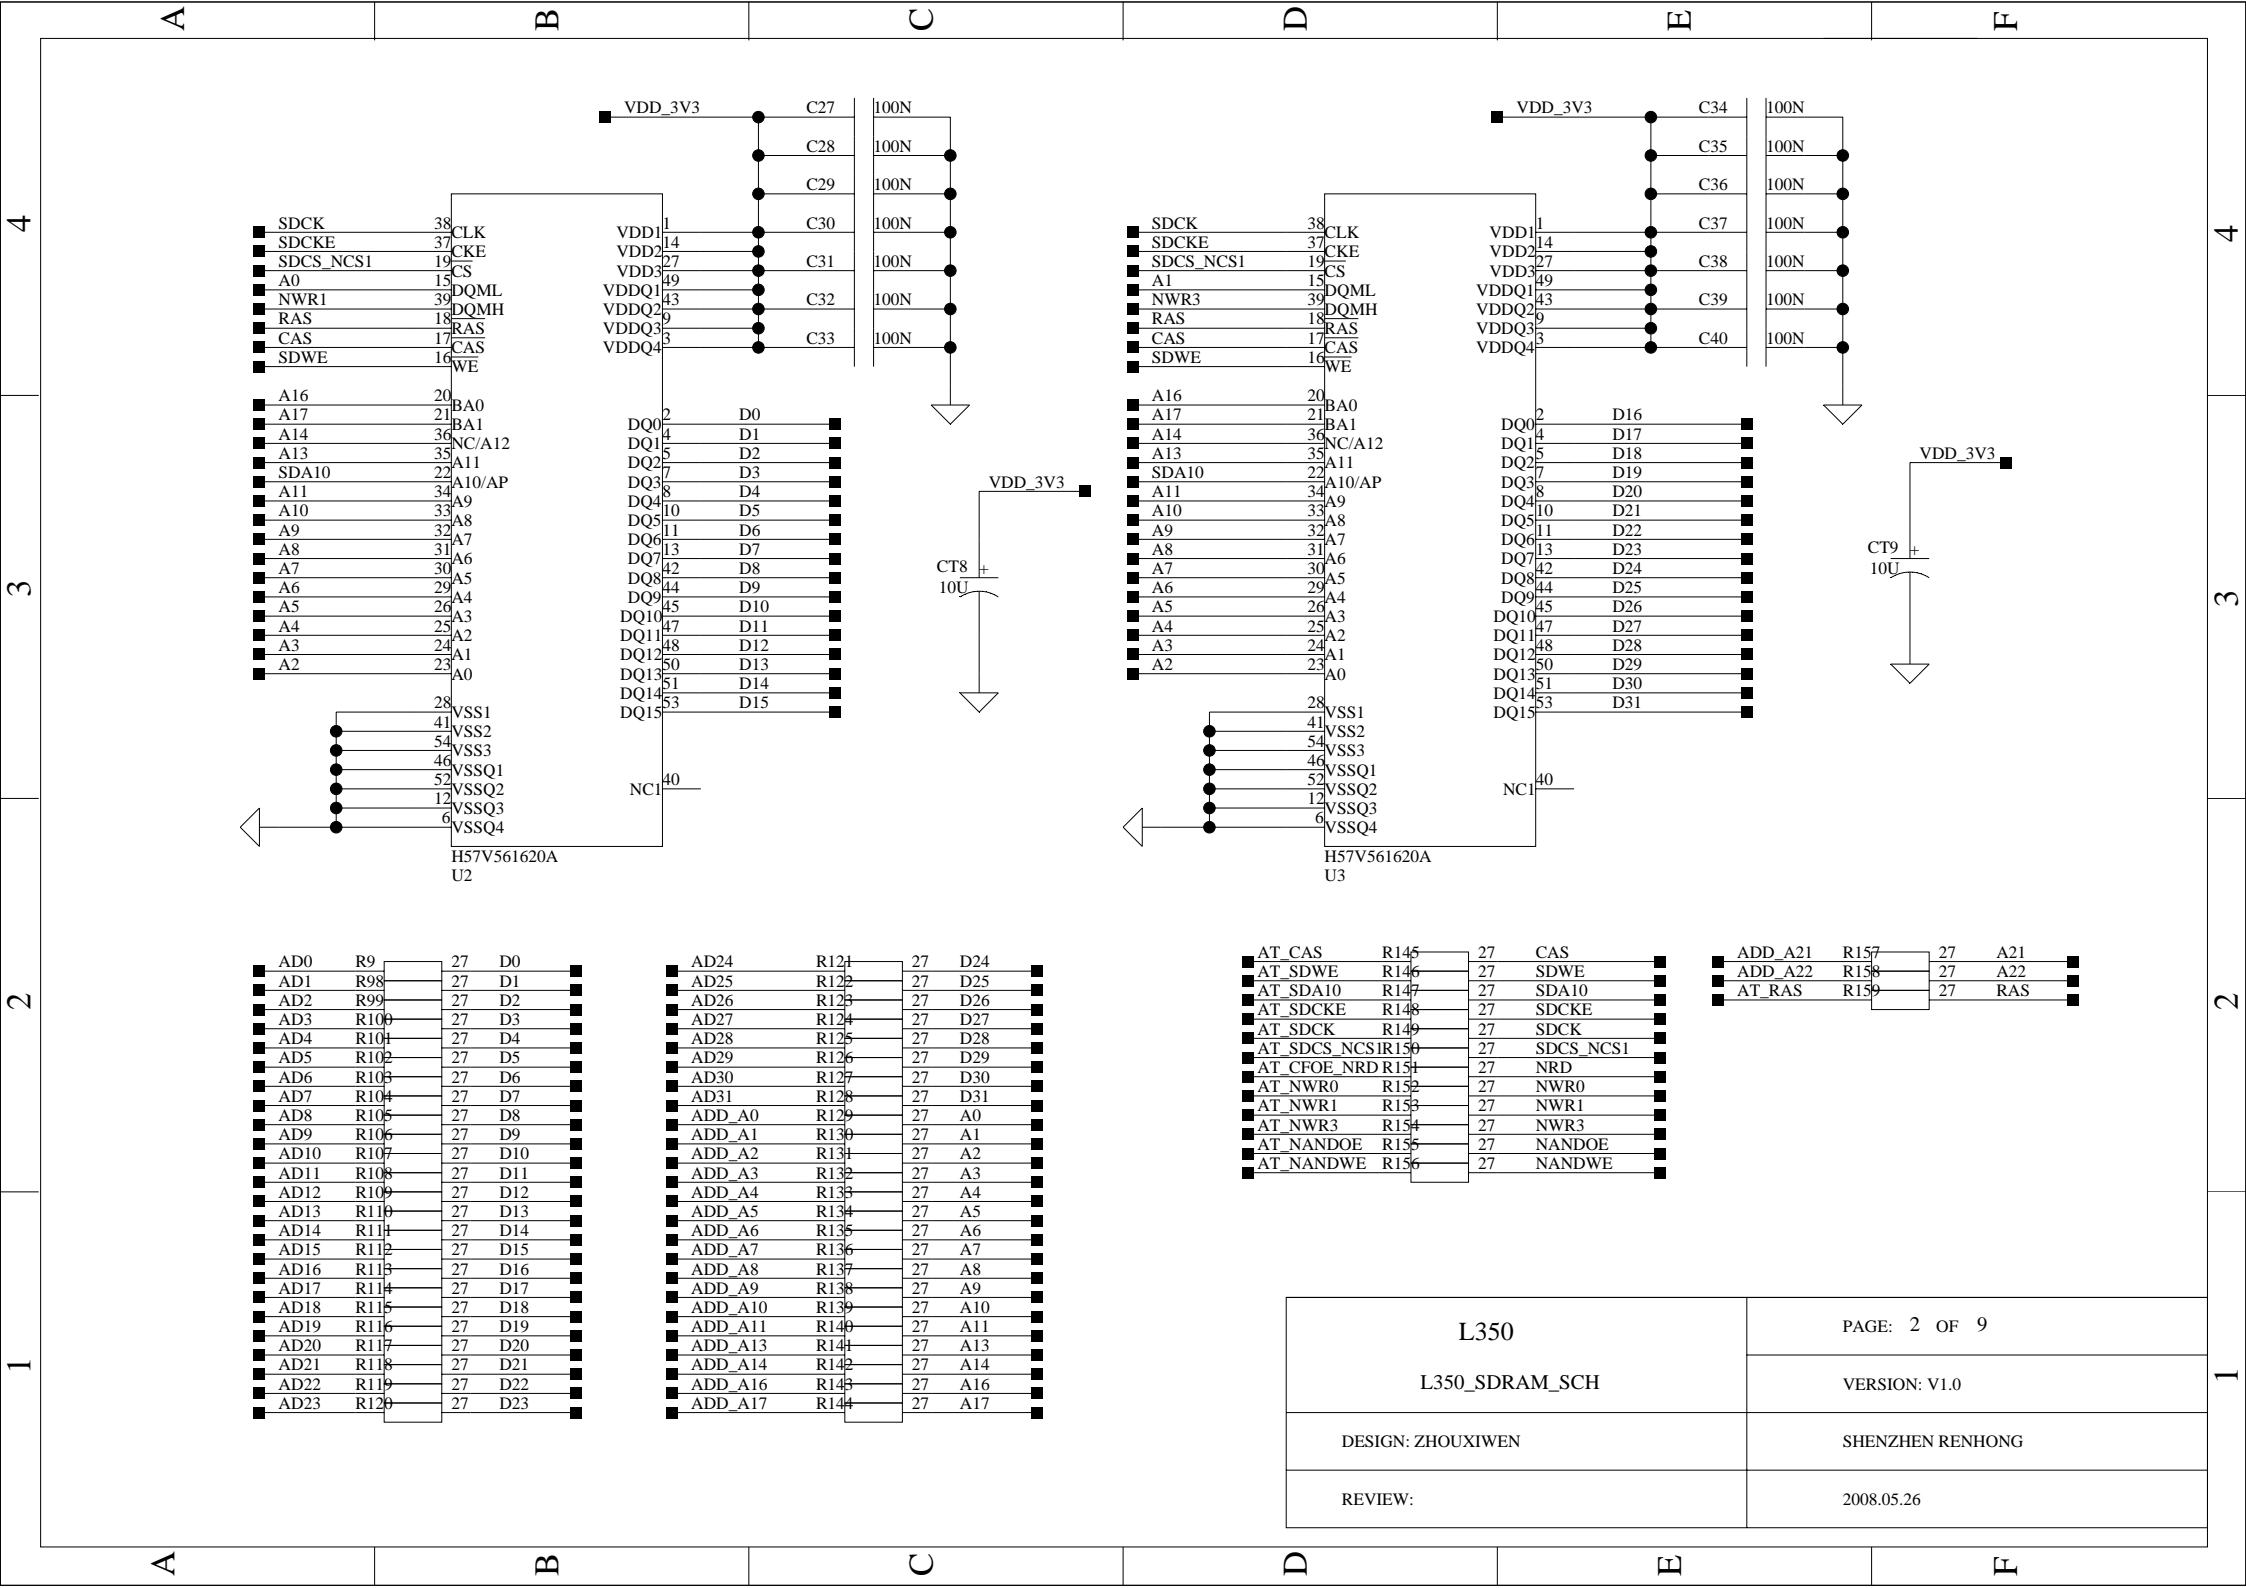 A B C D E F
4 4
3 3
2 2
1 1
VDD_3V3
C27 100N
C28 100N
C29 100N
C30 100N
C31 100N
C32 100N
C33 100N
SDCK 38 CLK
SDCKE 37 CKE
SDCS_NCS1 19 CS
A0 15 DQML
NWR1 39 DQMH
RAS 18 RAS
CAS 17 CAS
SDWE 16 WE
A16 20 BA0
A17 21 BA1
A14 36 NC/A12
A13 35 A11
SDA10 22 A10/AP
A11 34 A9
A10 33 A8
A9 32 A7
A8 31 A6
A7 30 A5
A6 29 A4
A5 26 A3
A4 25 A2
A3 24 A1
A2 23 A0
28 VSS1
41 VSS2
54 VSS3
46 VSSQ1
52 VSSQ2
12 VSSQ3
6 VSSQ4
VDD1 1
VDD2 14
VDD3 27
VDDQ1 49
VDDQ2 43
VDDQ3 9
VDDQ4 3
DQ0 2 D0
DQ1 4 D1
DQ2 5 D2
DQ3 7 D3
DQ4 8 D4
DQ5 10 D5
DQ6 11 D6
DQ7 13 D7
DQ8 42 D8
DQ9 44 D9
DQ10 45 D10
DQ11 47 D11
DQ12 48 D12
DQ13 50 D13
DQ14 51 D14
DQ15 53 D15
NC1 40
H57V561620A
U2
VDD_3V3
CT8 +
10U
VDD_3V3
C34 100N
C35 100N
C36 100N
C37 100N
C38 100N
C39 100N
C40 100N
SDCK 38 CLK
SDCKE 37 CKE
SDCS_NCS1 19 CS
A1 15 DQML
NWR3 39 DQMH
RAS 18 RAS
CAS 17 CAS
SDWE 16 WE
A16 20 BA0
A17 21 BA1
A14 36 NC/A12
A13 35 A11
SDA10 22 A10/AP
A11 34 A9
A10 33 A8
A9 32 A7
A8 31 A6
A7 30 A5
A6 29 A4
A5 26 A3
A4 25 A2
A3 24 A1
A2 23 A0
28 VSS1
41 VSS2
54 VSS3
46 VSSQ1
52 VSSQ2
12 VSSQ3
6 VSSQ4
VDD1 1
VDD2 14
VDD3 27
VDDQ1 49
VDDQ2 43
VDDQ3 9
VDDQ4 3
DQ0 2 D16
DQ1 4 D17
DQ2 5 D18
DQ3 7 D19
DQ4 8 D20
DQ5 10 D21
DQ6 11 D22
DQ7 13 D23
DQ8 42 D24
DQ9 44 D25
DQ10 45 D26
DQ11 47 D27
DQ12 48 D28
DQ13 50 D29
DQ14 51 D30
DQ15 53 D31
NC1 40
H57V561620A
U3
VDD_3V3
CT9 +
10U
AD0 R9 27 D0
AD1 R98 27 D1
AD2 R99 27 D2
AD3 R100 27 D3
AD4 R101 27 D4
AD5 R102 27 D5
AD6 R103 27 D6
AD7 R104 27 D7
AD8 R105 27 D8
AD9 R106 27 D9
AD10 R107 27 D10
AD11 R108 27 D11
AD12 R109 27 D12
AD13 R110 27 D13
AD14 R111 27 D14
AD15 R112 27 D15
AD16 R113 27 D16
AD17 R114 27 D17
AD18 R115 27 D18
AD19 R116 27 D19
AD20 R117 27 D20
AD21 R118 27 D21
AD22 R119 27 D22
AD23 R120 27 D23
AD24 R121 27 D24
AD25 R122 27 D25
AD26 R123 27 D26
AD27 R124 27 D27
AD28 R125 27 D28
AD29 R126 27 D29
AD30 R127 27 D30
AD31 R128 27 D31
ADD_A0 R129 27 A0
ADD_A1 R130 27 A1
ADD_A2 R131 27 A2
ADD_A3 R132 27 A3
ADD_A4 R133 27 A4
ADD_A5 R134 27 A5
ADD_A6 R135 27 A6
ADD_A7 R136 27 A7
ADD_A8 R137 27 A8
ADD_A9 R138 27 A9
ADD_A10 R139 27 A10
ADD_A11 R140 27 A11
ADD_A13 R141 27 A13
ADD_A14 R142 27 A14
ADD_A16 R143 27 A16
ADD_A17 R144 27 A17
AT_CAS R145 27 CAS
AT_SDWE R146 27 SDWE
AT_SDA10 R147 27 SDA10
AT_SDCKE R148 27 SDCKE
AT_SDCK R149 27 SDCK
AT_SDCS_NCS1 R150 27 SDCS_NCS1
AT_CFOE_NRD R151 27 NRD
AT_NWR0 R152 27 NWR0
AT_NWR1 R153 27 NWR1
AT_NWR3 R154 27 NWR3
AT_NANDOE R155 27 NANDOE
AT_NANDWE R156 27 NANDWE
ADD_A21 R157 27 A21
ADD_A22 R158 27 A22
AT_RAS R159 27 RAS
L350
L350_SDRAM_SCH
PAGE: 2 OF 9
VERSION: V1.0
DESIGN: ZHOUXIWEN
SHENZHEN RENHONG
REVIEW:
2008.05.26
A B C D E F